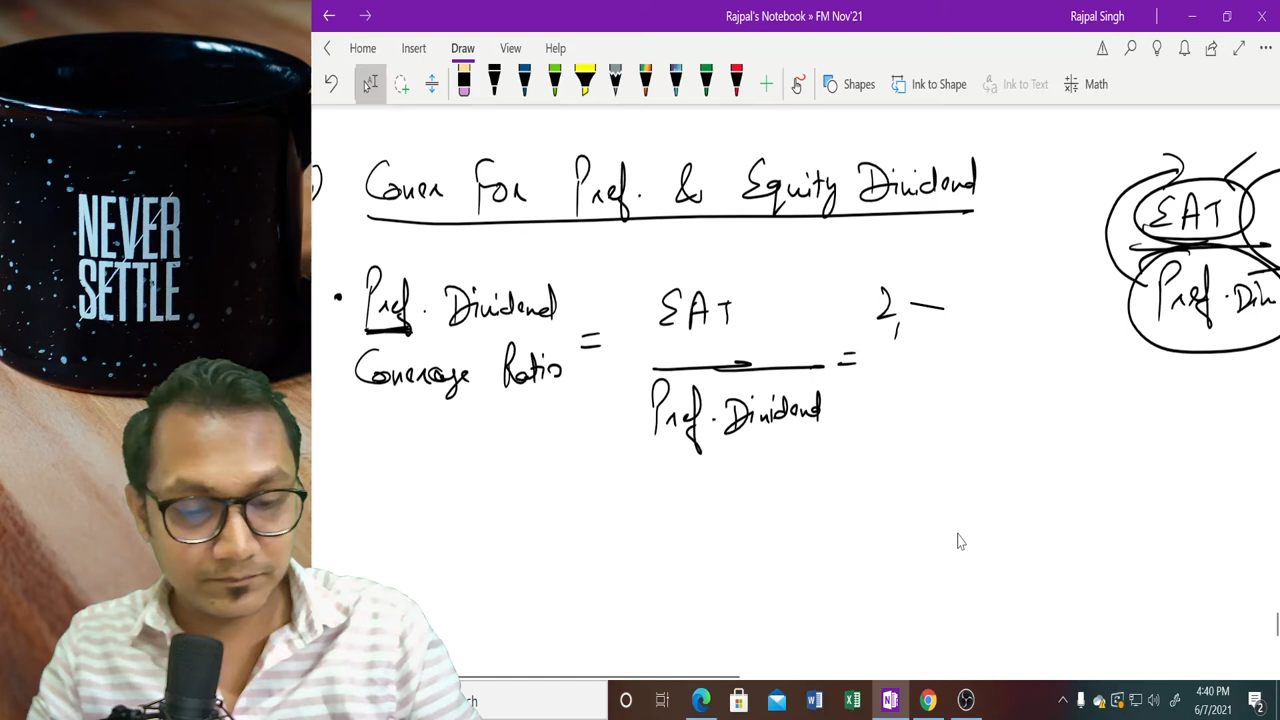 Rajpal's Notebook » FM Nov'21
Rajpal Singh
Home Insert Draw View Help
Shapes Ink to Shape Ink to Text Math
NEVER
SETTLE
) Cover For Pref. & Equity Dividend
EAT
Pref. Div
• Pref. Dividend
Coverage Ratio
=
EAT
Pref. Dividend
=
2, —
ch
4:40 PM
6/7/2021
2